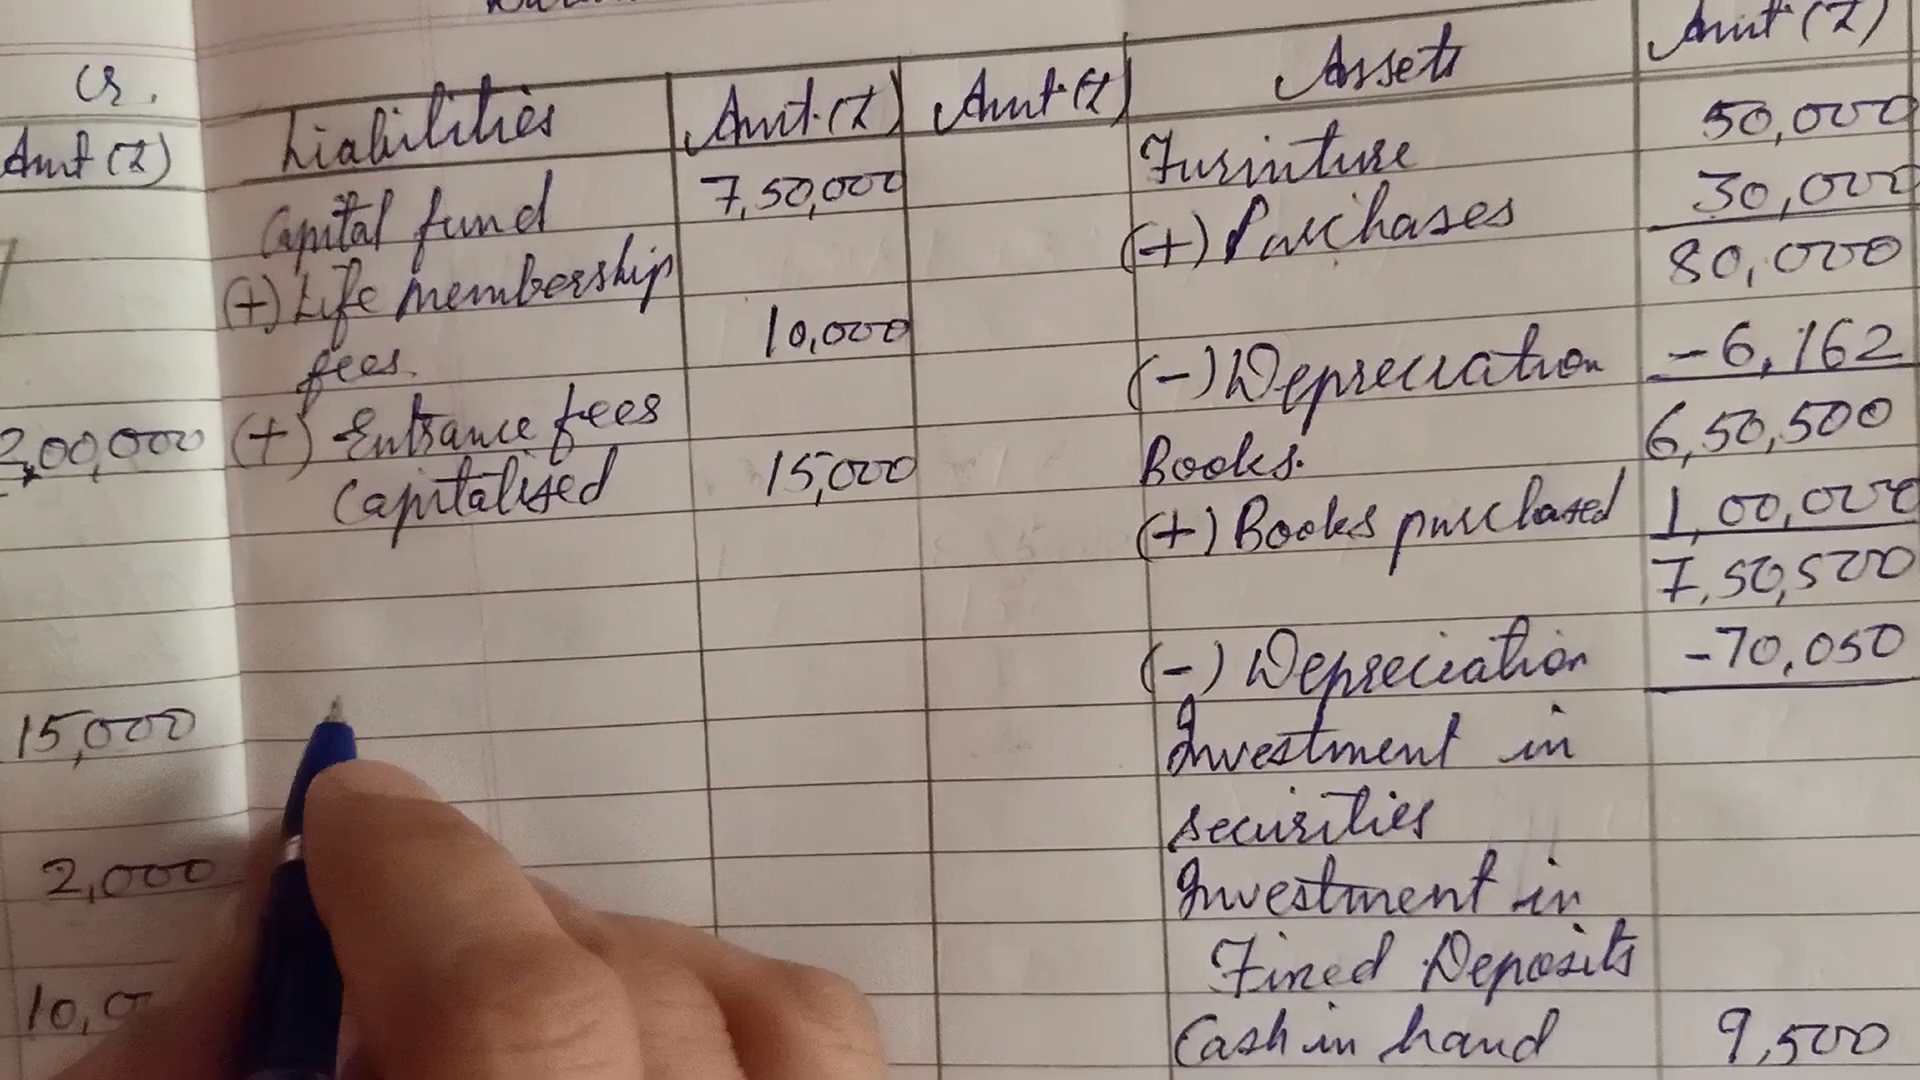 Cr.
Amt (₹)
2,00,000
15,000
2,000
Liabilities Amt.(₹) Amt.(₹) Assets Amt (₹)
Capital fund 7,50,000
(+) Life membership
fees. 10,000
(+) Entrance fees
Capitalised 15,000
Furinture 50,000
(+) Purchases 30,000
80,000
(-) Depreciation -6,162
Books. 6,50,500
(+) Books purchased 1,00,000
7,50,500
(-) Depreciation -70,050
Investment in
securities
Investment in
Fixed Deposits
Cash in hand 9,500